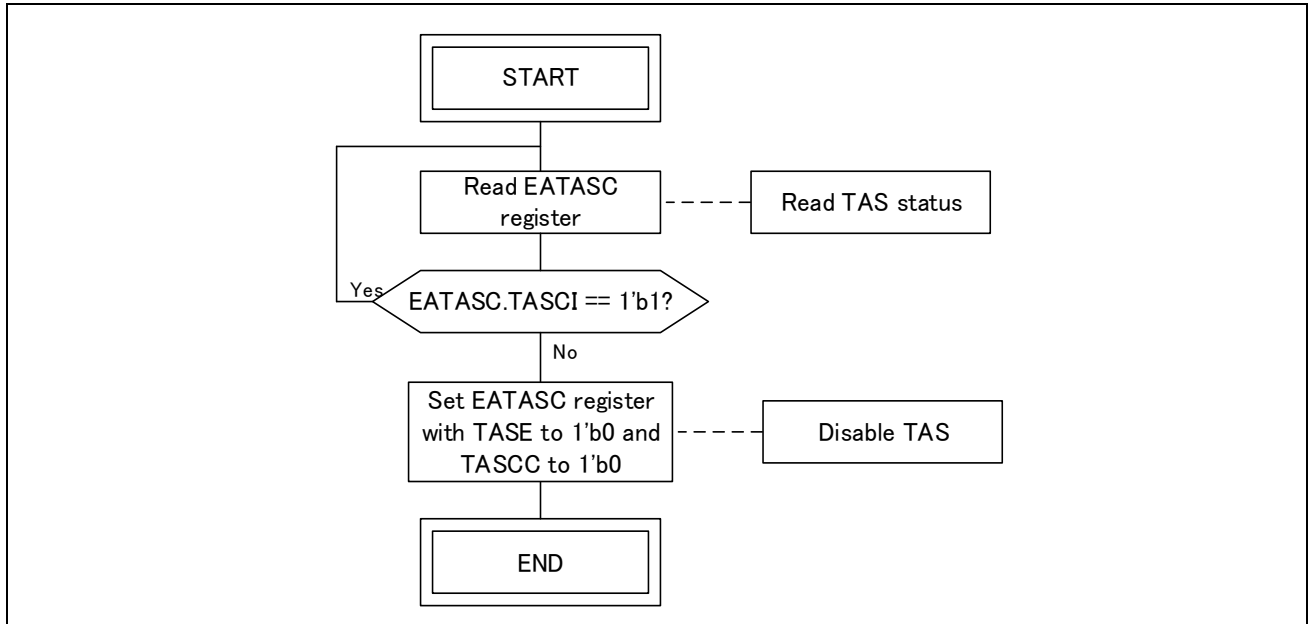 START
Read EATASC
register
Read TAS status
Yes
EATASC.TASCI == 1'b1?
No
Set EATASC register
with TASE to 1'b0 and
TASCC to 1'b0
Disable TAS
END